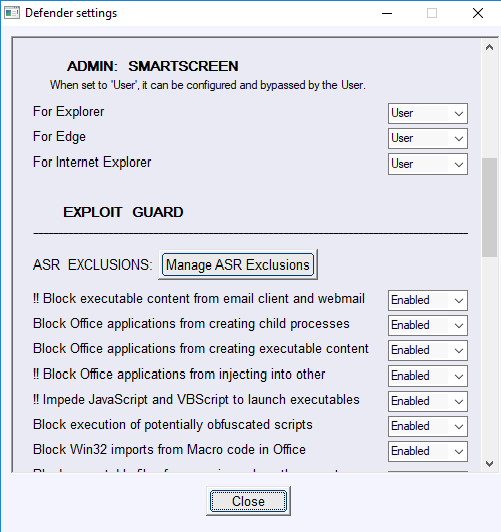 Defender settings
ADMIN: SMARTSCREEN
When set to 'User', it can be configured and bypassed by the User.
For Explorer User
For Edge User
For Internet Explorer User
EXPLOIT GUARD
ASR EXCLUSIONS: Manage ASR Exclusions
!! Block executable content from email client and webmail Enabled
Block Office applications from creating child processes Enabled
Block Office applications from creating executable content Enabled
!! Block Office applications from injecting into other Enabled
!! Impede JavaScript and VBScript to launch executables Enabled
Block execution of potentially obfuscated scripts Enabled
Block Win32 imports from Macro code in Office Enabled
Close